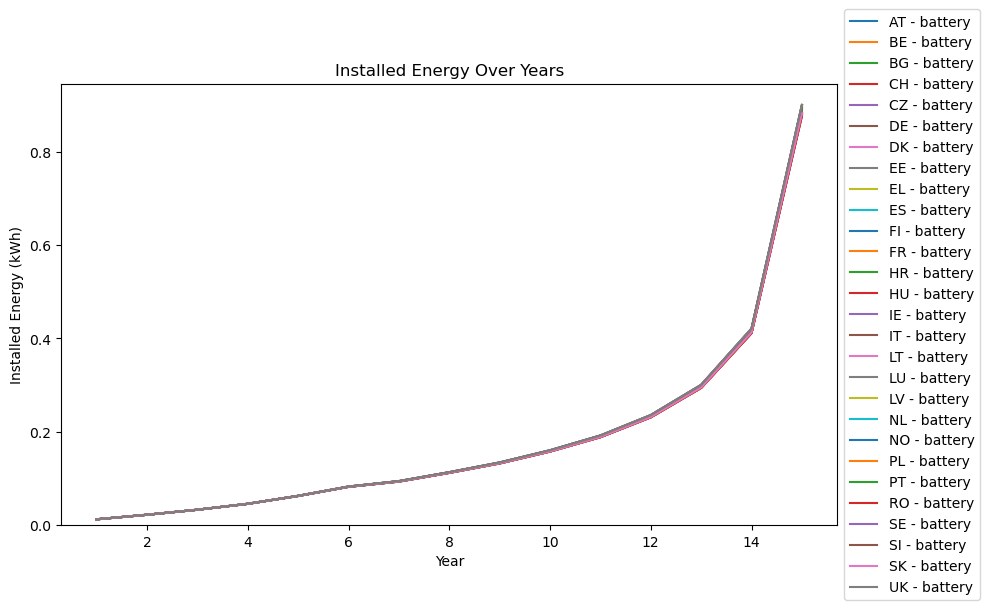 Installed Energy Over Years
Installed Energy (kWh)
0.8
0.6
0.4
0.2
0.0
2 4 6 8 10 12 14
Year
AT - battery
BE - battery
BG - battery
CH - battery
CZ - battery
DE - battery
DK - battery
EE - battery
EL - battery
ES - battery
FI - battery
FR - battery
HR - battery
HU - battery
IE - battery
IT - battery
LT - battery
LU - battery
LV - battery
NL - battery
NO - battery
PL - battery
PT - battery
RO - battery
SE - battery
SI - battery
SK - battery
UK - battery